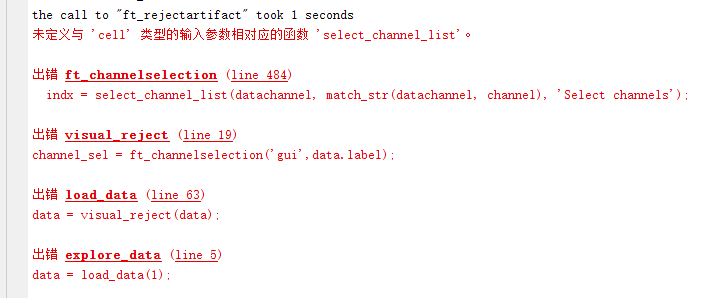 the call to "ft_rejectartifact" took 1 seconds
未定义与 'cell' 类型的输入参数相对应的函数 'select_channel_list'。
出错 ft_channelselection (line 484)
indx = select_channel_list(datachannel, match_str(datachannel, channel), 'Select channels');
出错 visual_reject (line 19)
channel_sel = ft_channelselection('gui',data.label);
出错 load_data (line 63)
data = visual_reject(data);
出错 explore_data (line 5)
data = load_data(1);